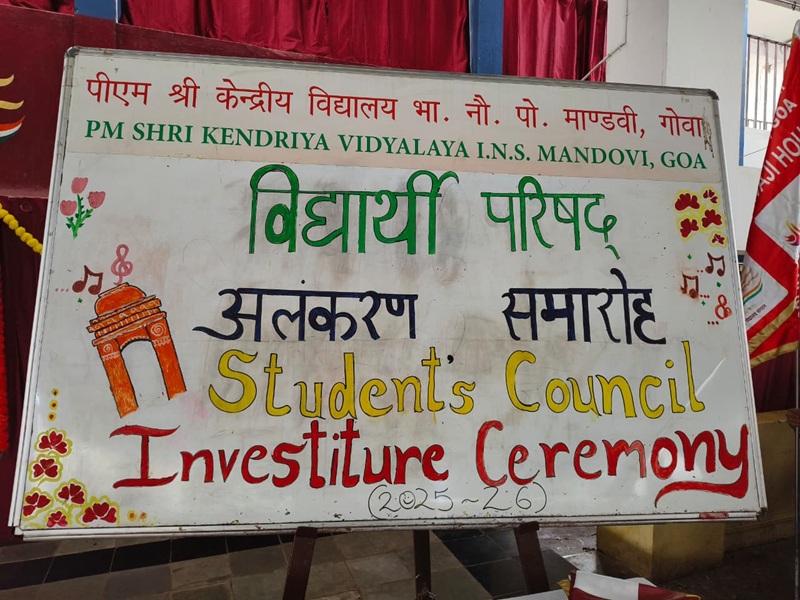 पीएम श्री केन्द्रीय विद्यालय भा. नौ. पो. माण्डवी, गोवा
PM SHRI KENDRIYA VIDYALAYA I.N.S. MANDOVI, GOA
विद्यार्थी परिषद्
अलंकरण समारोह
Student's Council
Investiture Ceremony
(2025~26)